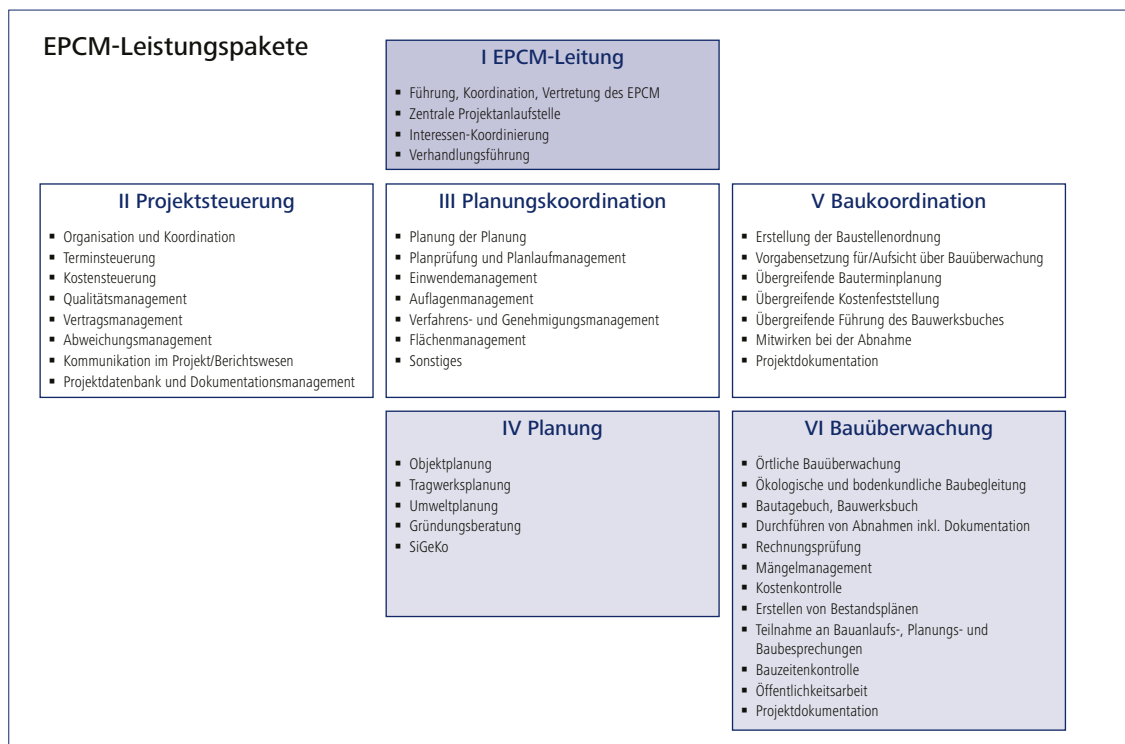 EPCM-Leistungspakete
I EPCM-Leitung
▪ Führung, Koordination, Vertretung des EPCM
▪ Zentrale Projektanlaufstelle
▪ Interessen-Koordinierung
▪ Verhandlungsführung
II Projektsteuerung
▪ Organisation und Koordination
▪ Terminsteuerung
▪ Kostensteuerung
▪ Qualitätsmanagement
▪ Vertragsmanagement
▪ Abweichungsmanagement
▪ Kommunikation im Projekt/Berichtswesen
▪ Projektdatenbank und Dokumentationsmanagement
III Planungskoordination
▪ Planung der Planung
▪ Planprüfung und Planlaufmanagement
▪ Einwendemanagement
▪ Auflagenmanagement
▪ Verfahrens- und Genehmigungsmanagement
▪ Flächenmanagement
▪ Sonstiges
V Baukoordination
▪ Erstellung der Baustellenordnung
▪ Vorgabensetzung für/Aufsicht über Bauüberwachung
▪ Übergreifende Bauterminplanung
▪ Übergreifende Kostenfeststellung
▪ Übergreifende Führung des Bauwerksbuches
▪ Mitwirken bei der Abnahme
▪ Projektdokumentation
IV Planung
▪ Objektplanung
▪ Tragwerksplanung
▪ Umweltplanung
▪ Gründungsberatung
▪ SiGeKo
VI Bauüberwachung
▪ Örtliche Bauüberwachung
▪ Ökologische und bodenkundliche Baubegleitung
▪ Bautagebuch, Bauwerksbuch
▪ Durchführen von Abnahmen inkl. Dokumentation
▪ Rechnungsprüfung
▪ Mängelmanagement
▪ Kostenkontrolle
▪ Erstellen von Bestandsplänen
▪ Teilnahme an Bauanlaufs-, Planungs- und
Baubesprechungen
▪ Bauzeitenkontrolle
▪ Öffentlichkeitsarbeit
▪ Projektdokumentation